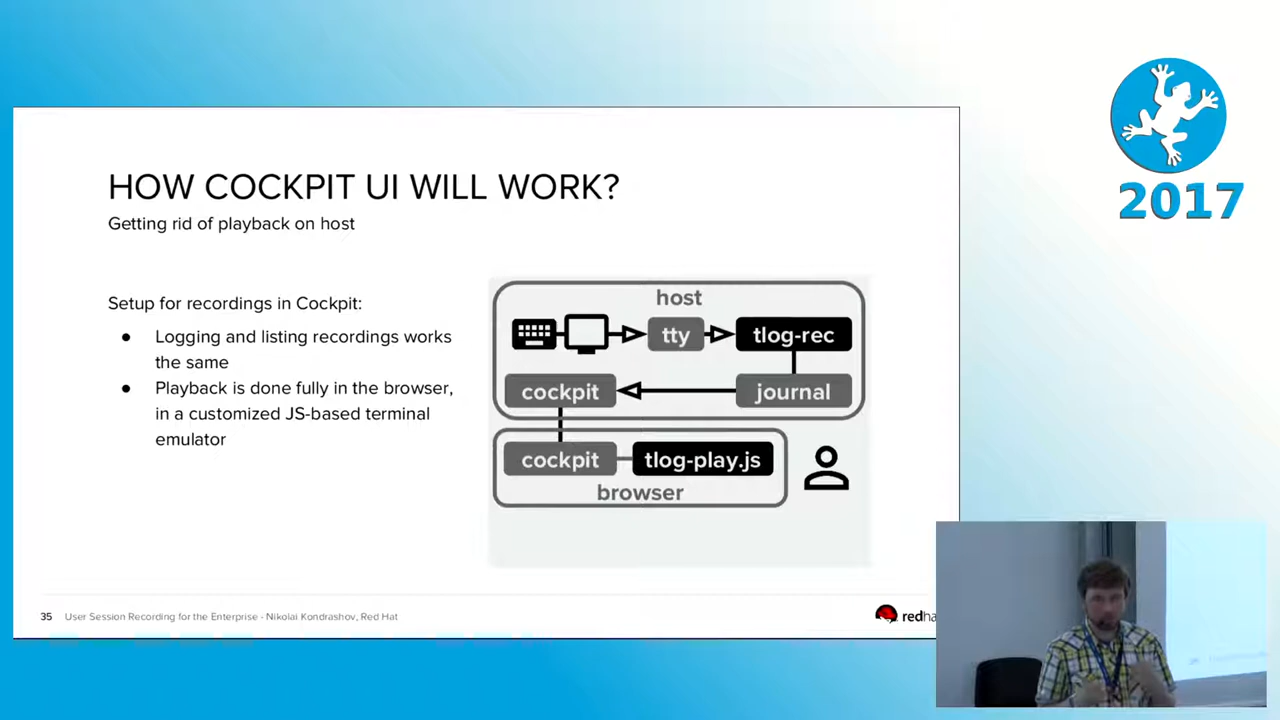 HOW COCKPIT UI WILL WORK?
Getting rid of playback on host
Setup for recordings in Cockpit:
● Logging and listing recordings works
the same
● Playback is done fully in the browser,
in a customized JS-based terminal
emulator
host
tty
tlog-rec
cockpit
journal
cockpit
tlog-play.js
browser
35 User Session Recording for the Enterprise - Nikolai Kondrashov, Red Hat
redha
2017